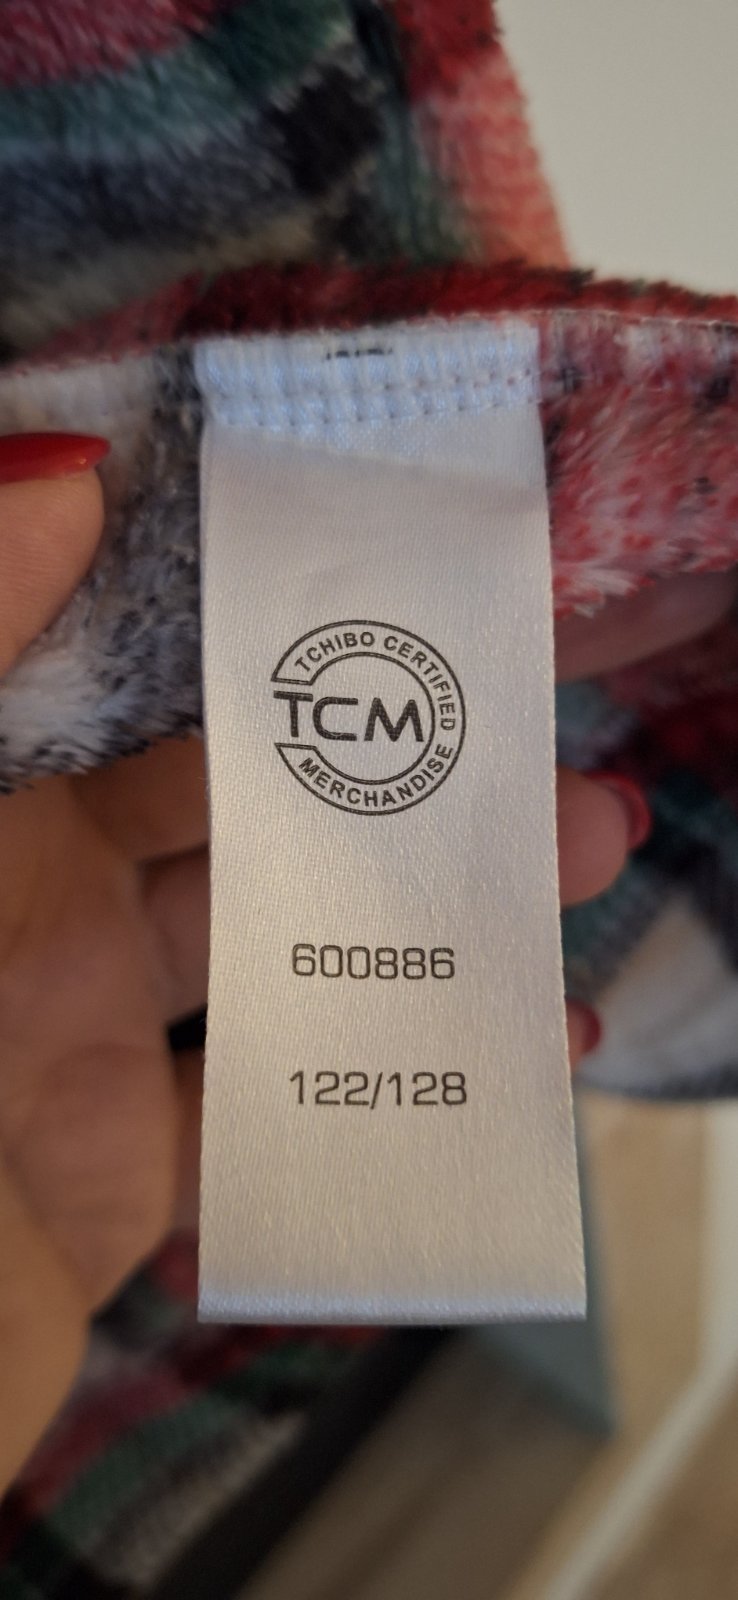 TCHIBO CERTIFIED
TCM
MERCHANDISE
600886
122/128